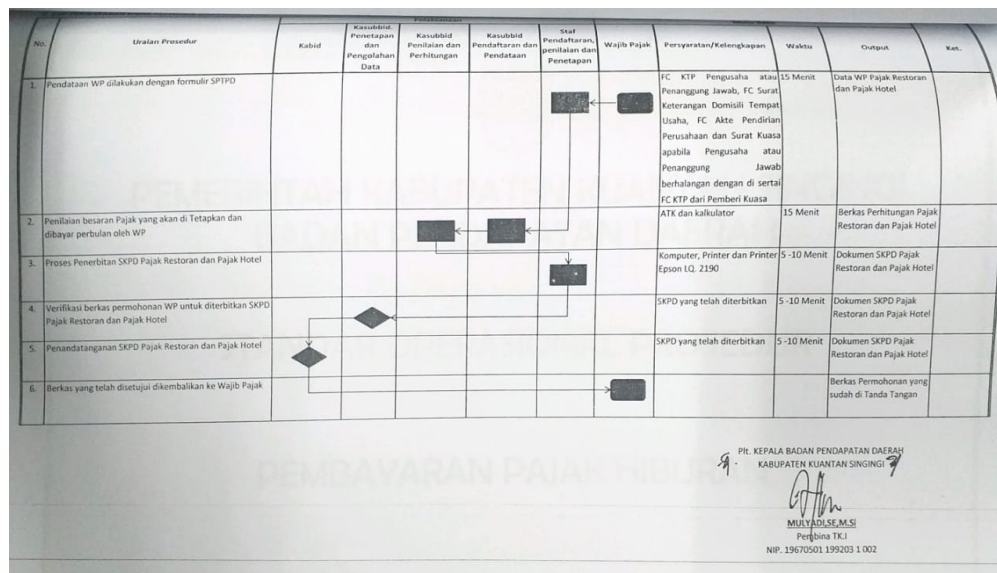 Pelaksanaan
No.
Uraian Prosedur
Kabid
Kasubbid.
Penetapan
dan
Pengolahan
Data
Kasubbid
Penilaian dan
Perhitungan
Kasubbid
Pendaftaran dan
Pendataan
Staf
Pendaftaran,
penilaian dan
Penetapan
Wajib Pajak
Persyaratan/Kelengkapan
Waktu
Output
Ket.
1. Pendataan WP dilakukan dengan formulir SPTPD
FC KTP Pengusaha atau
Penanggung Jawab, FC Surat
Keterangan Domisili Tempat
Usaha, FC Akte Pendirian
Perusahaan dan Surat Kuasa
apabila Pengusaha atau
Penanggung Jawab
berhalangan dengan di sertai
FC KTP dari Pemberi Kuasa
15 Menit
Data WP Pajak Restoran
dan Pajak Hotel
2. Penilaian besaran Pajak yang akan di Tetapkan dan
dibayar perbulan oleh WP
ATK dan kalkulator
15 Menit
Berkas Perhitungan Pajak
Restoran dan Pajak Hotel
3. Proses Penerbitan SKPD Pajak Restoran dan Pajak Hotel
Komputer, Printer dan Printer
Epson LQ. 2190
5 -10 Menit
Dokumen SKPD Pajak
Restoran dan Pajak Hotel
4. Verifikasi berkas permohonan WP untuk diterbitkan SKPD
Pajak Restoran dan Pajak Hotel
SKPD yang telah diterbitkan
5 -10 Menit
Dokumen SKPD Pajak
Restoran dan Pajak Hotel
5. Penandatanganan SKPD Pajak Restoran dan Pajak Hotel
SKPD yang telah diterbitkan
5 -10 Menit
Dokumen SKPD Pajak
Restoran dan Pajak Hotel
6. Berkas yang telah disetujui dikembalikan ke Wajib Pajak
Berkas Permohonan yang
sudah di Tanda Tangan
Plt. KEPALA BADAN PENDAPATAN DAERAH
KABUPATEN KUANTAN SINGINGI
MULYADI,SE,M.Si
Pembina TK.I
NIP. 19670501 199203 1 002
PEMBAYARAN PAJAK HIBURAN